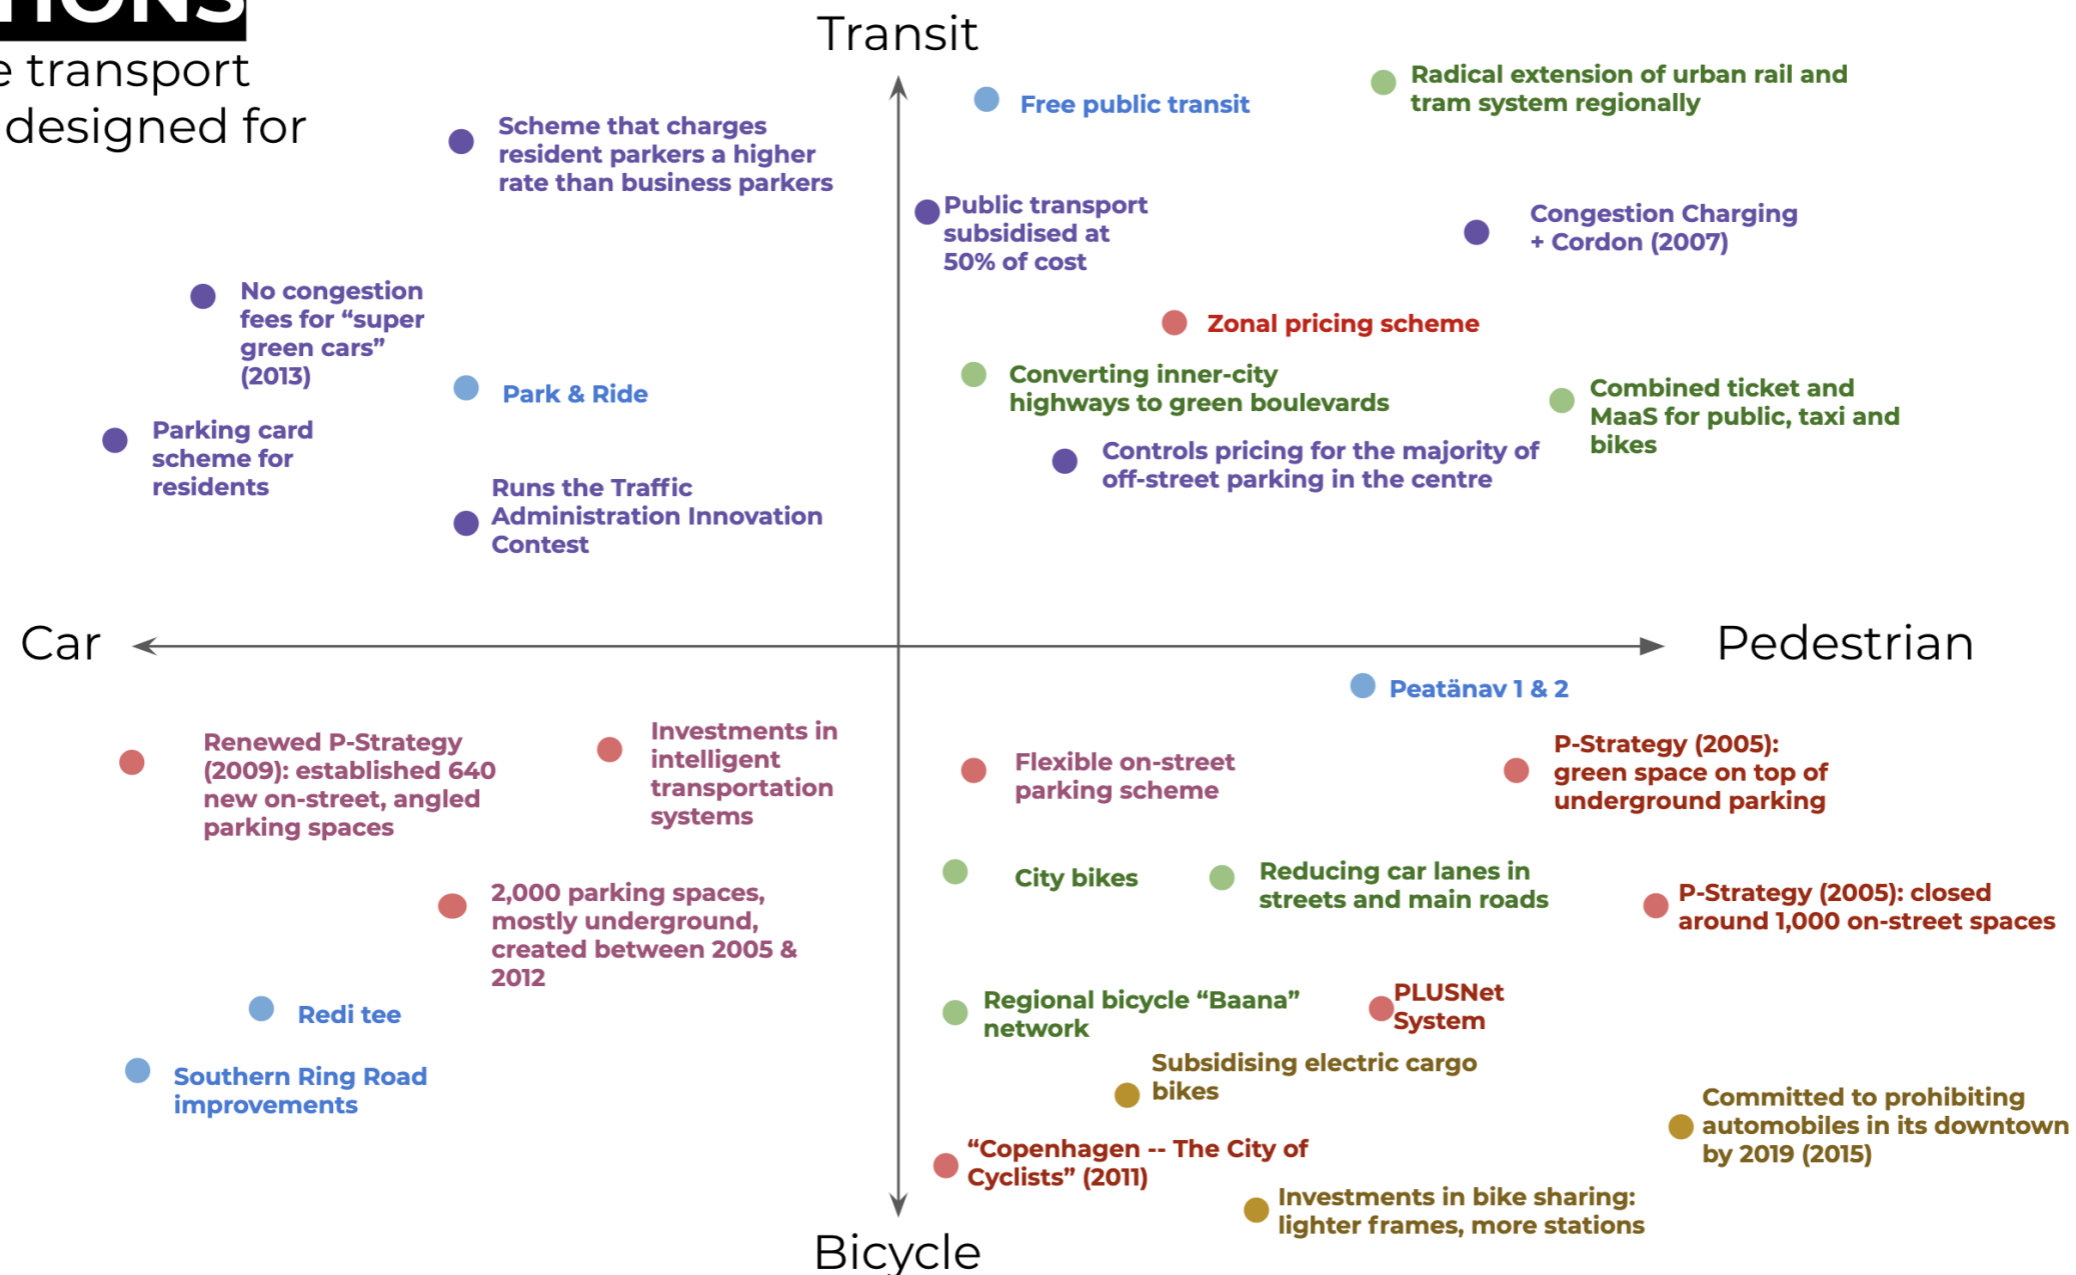 TIONS
e transport
designed for
Transit
Free public transit
Radical extension of urban rail and
tram system regionally
Scheme that charges
resident parkers a higher
rate than business parkers
Public transport
subsidised at
50% of cost
Congestion Charging
+ Cordon (2007)
No congestion
fees for “super
green cars”
(2013)
Zonal pricing scheme
Park & Ride
Converting inner-city
highways to green boulevards
Combined ticket and
MaaS for public, taxi and
bikes
Parking card
scheme for
residents
Controls pricing for the majority of
off-street parking in the centre
Runs the Traffic
Administration Innovation
Contest
Car
Pedestrian
Peatänav 1 & 2
Renewed P-Strategy
(2009): established 640
new on-street, angled
parking spaces
Investments in
intelligent
transportation
systems
Flexible on-street
parking scheme
P-Strategy (2005):
green space on top of
underground parking
2,000 parking spaces,
mostly underground,
created between 2005 &
2012
City bikes
Reducing car lanes in
streets and main roads
P-Strategy (2005): closed
around 1,000 on-street spaces
Redi tee
Regional bicycle “Baana”
network
PLUSNet
System
Southern Ring Road
improvements
Subsidising electric cargo
bikes
Committed to prohibiting
automobiles in its downtown
by 2019 (2015)
“Copenhagen -- The City of
Cyclists” (2011)
Investments in bike sharing:
lighter frames, more stations
Bicycle